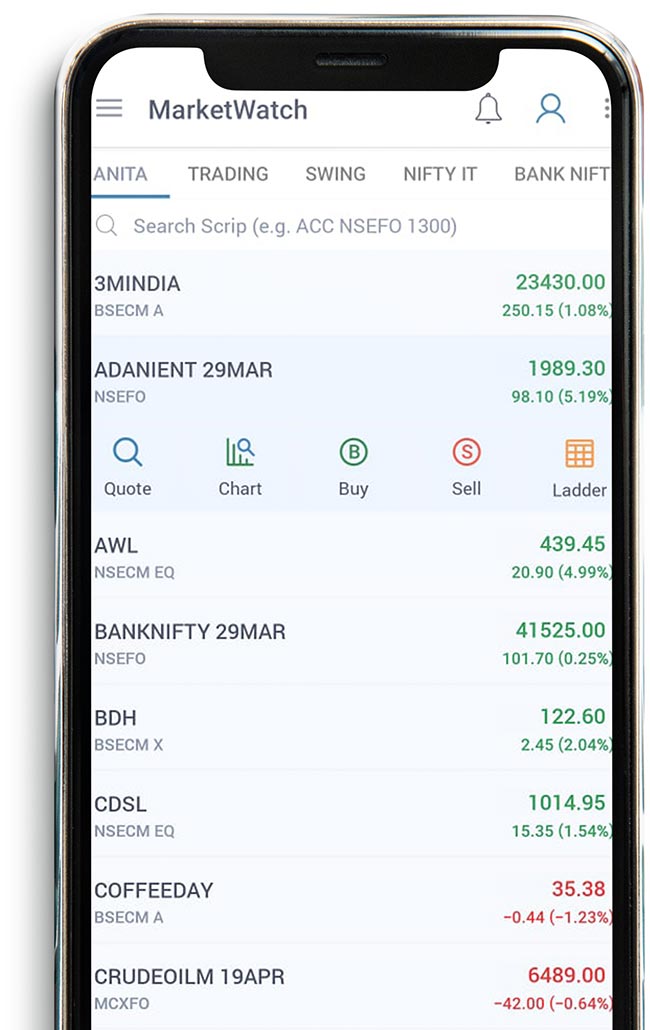 MarketWatch
ANITA TRADING SWING NIFTY IT BANK NIFT
Search Scrip (e.g. ACC NSEFO 1300)
3MINDIA 23430.00
BSECM A 250.15 (1.08%)
ADANIENT 29MAR 1989.30
NSEFO 98.10 (5.19%)
Quote Chart Buy Sell Ladder
AWL 439.45
NSECM EQ 20.90 (4.99%)
BANKNIFTY 29MAR 41525.00
NSEFO 101.70 (0.25%)
BDH 122.60
BSECM X 2.45 (2.04%)
CDSL 1014.95
NSECM EQ 15.35 (1.54%)
COFFEEDAY 35.38
BSECM A -0.44 (-1.23%)
CRUDEOILM 19APR 6489.00
MCXFO -42.00 (-0.64%)